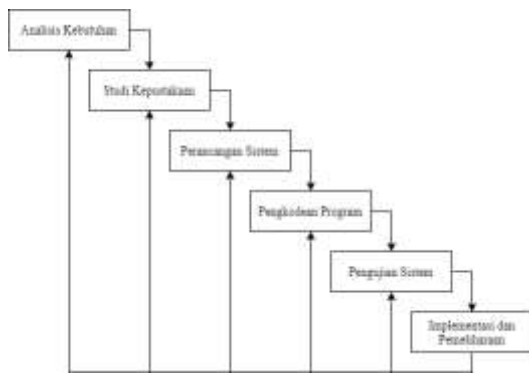 Analisis Kebutuhan
Studi Kepustakaan
Perancangan Sistem
Pengkodean Program
Pengujian Sistem
Implementasi dan
Pemeliharaan